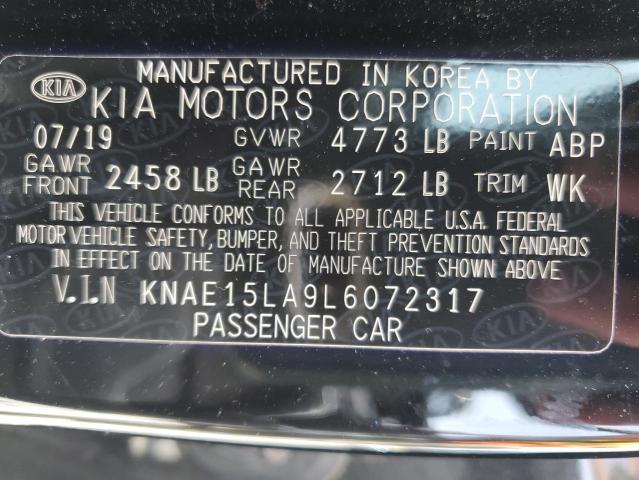 KIA MANUFACTURED IN KOREA BY
KIA MOTORS CORPORATION
07/19 GVWR 4773 LB PAINT ABP
GAWR FRONT 2458 LB GAWR REAR 2712 LB TRIM WK
THIS VEHICLE CONFORMS TO ALL APPLICABLE U.S.A. FEDERAL
MOTOR VEHICLE SAFETY, BUMPER, AND THEFT PREVENTION STANDARDS
IN EFFECT ON THE DATE OF MANUFACTURE SHOWN ABOVE
V.I.N KNAE15LA9L6072317
PASSENGER CAR